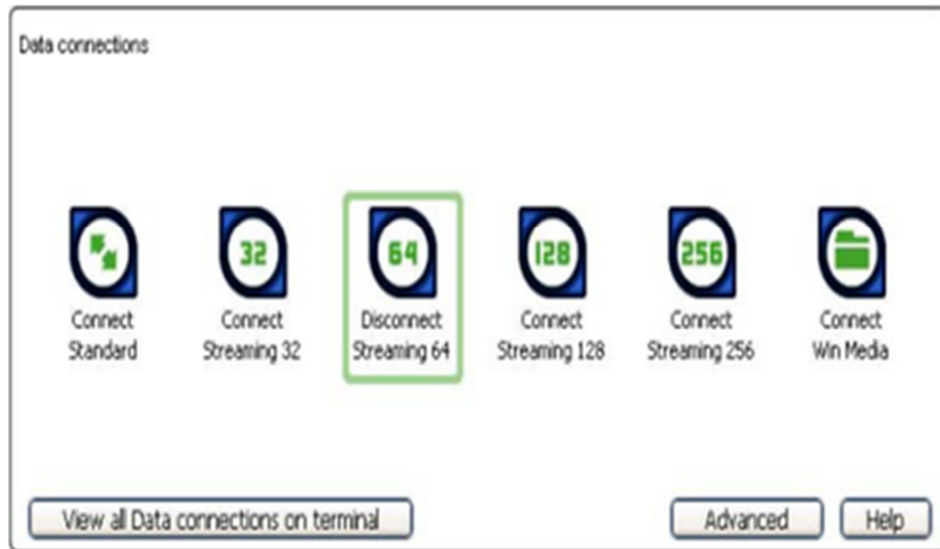 Data connections
32
64
128
256
Connect
Standard
Connect
Streaming 32
Disconnect
Streaming 64
Connect
Streaming 128
Connect
Streaming 256
Connect
Win Media
View all Data connections on terminal
Advanced
Help